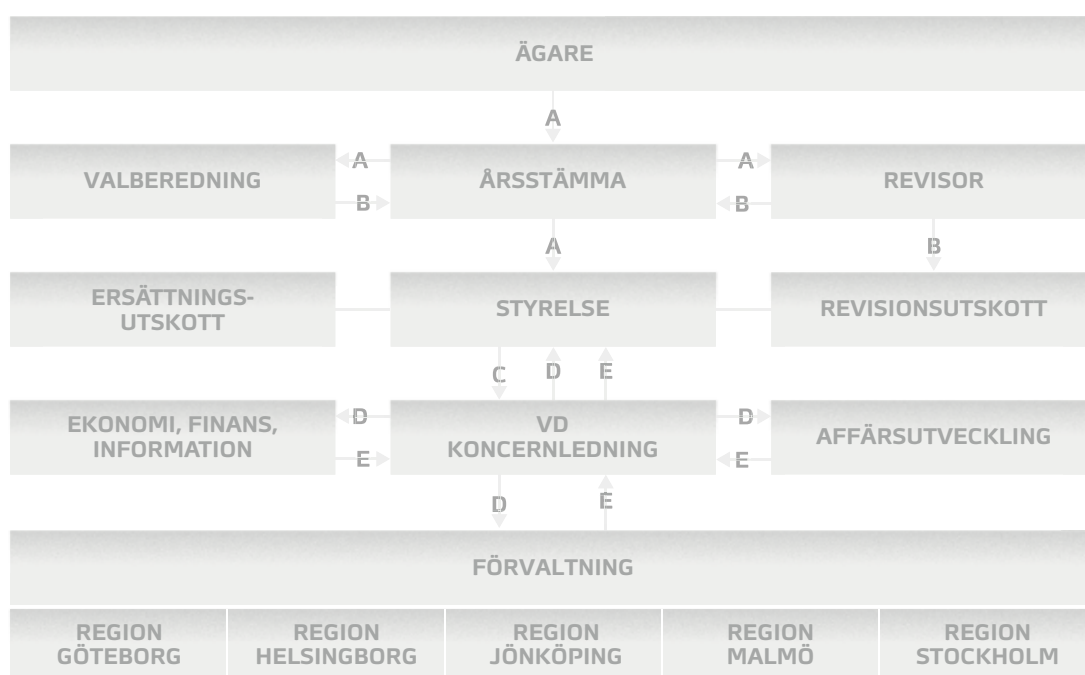 ÄGARE
A
VALBEREDNING
A
B
ÅRSSTÄMMA
A
B
REVISOR
A
B
ERSÄTTNINGS-
UTSKOTT
STYRELSE
REVISIONSUTSKOTT
C
D
E
EKONOMI, FINANS,
INFORMATION
D
E
VD
KONCERNLEDNING
D
E
AFFÄRSUTVECKLING
D
E
FÖRVALTNING
REGION
GÖTEBORG
REGION
HELSINGBORG
REGION
JÖNKÖPING
REGION
MALMÖ
REGION
STOCKHOLM